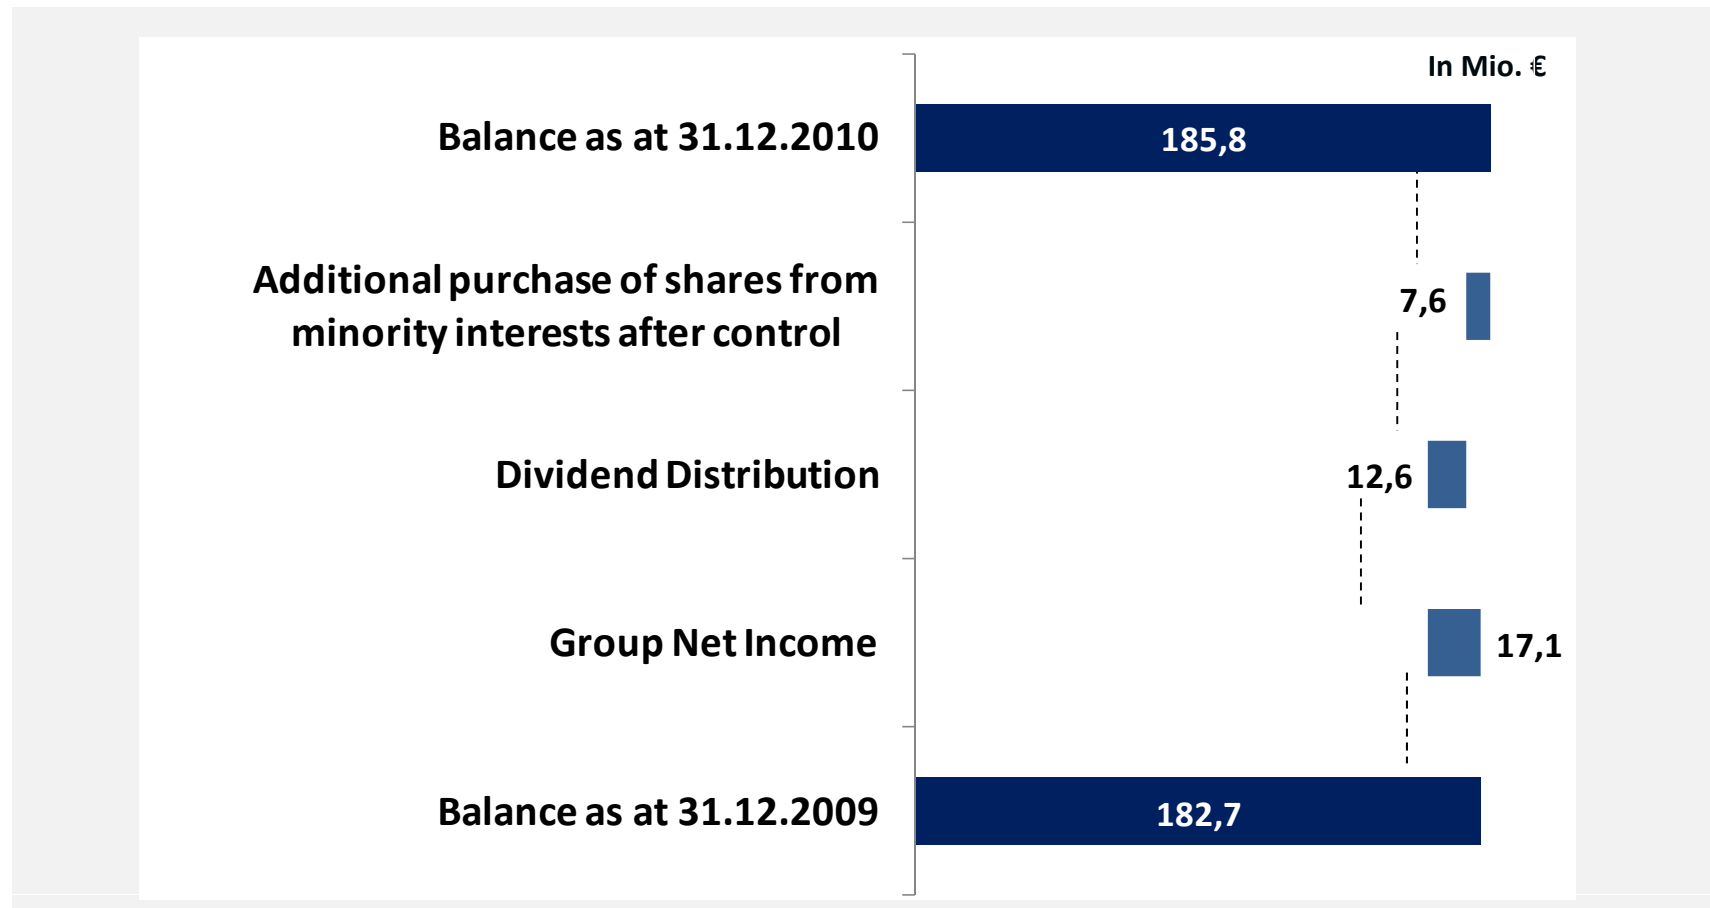 In Mio. €
Balance as at 31.12.2010
185,8
Additional purchase of shares from
minority interests after control
7,6
Dividend Distribution
12,6
Group Net Income
17,1
Balance as at 31.12.2009
182,7